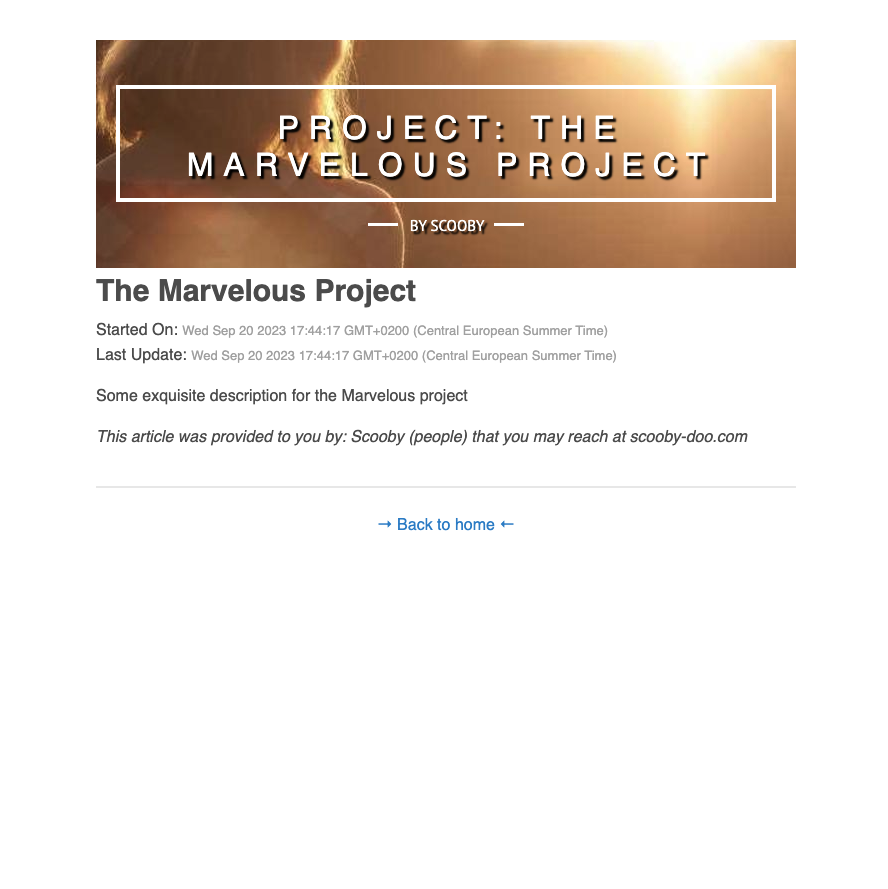 PROJECT: THE
MARVELOUS PROJECT
BY SCOOBY
The Marvelous Project
Started On: Wed Sep 20 2023 17:44:17 GMT+0200 (Central European Summer Time)
Last Update: Wed Sep 20 2023 17:44:17 GMT+0200 (Central European Summer Time)
Some exquisite description for the Marvelous project
This article was provided to you by: Scooby (people) that you may reach at scooby-doo.com
→ Back to home ←